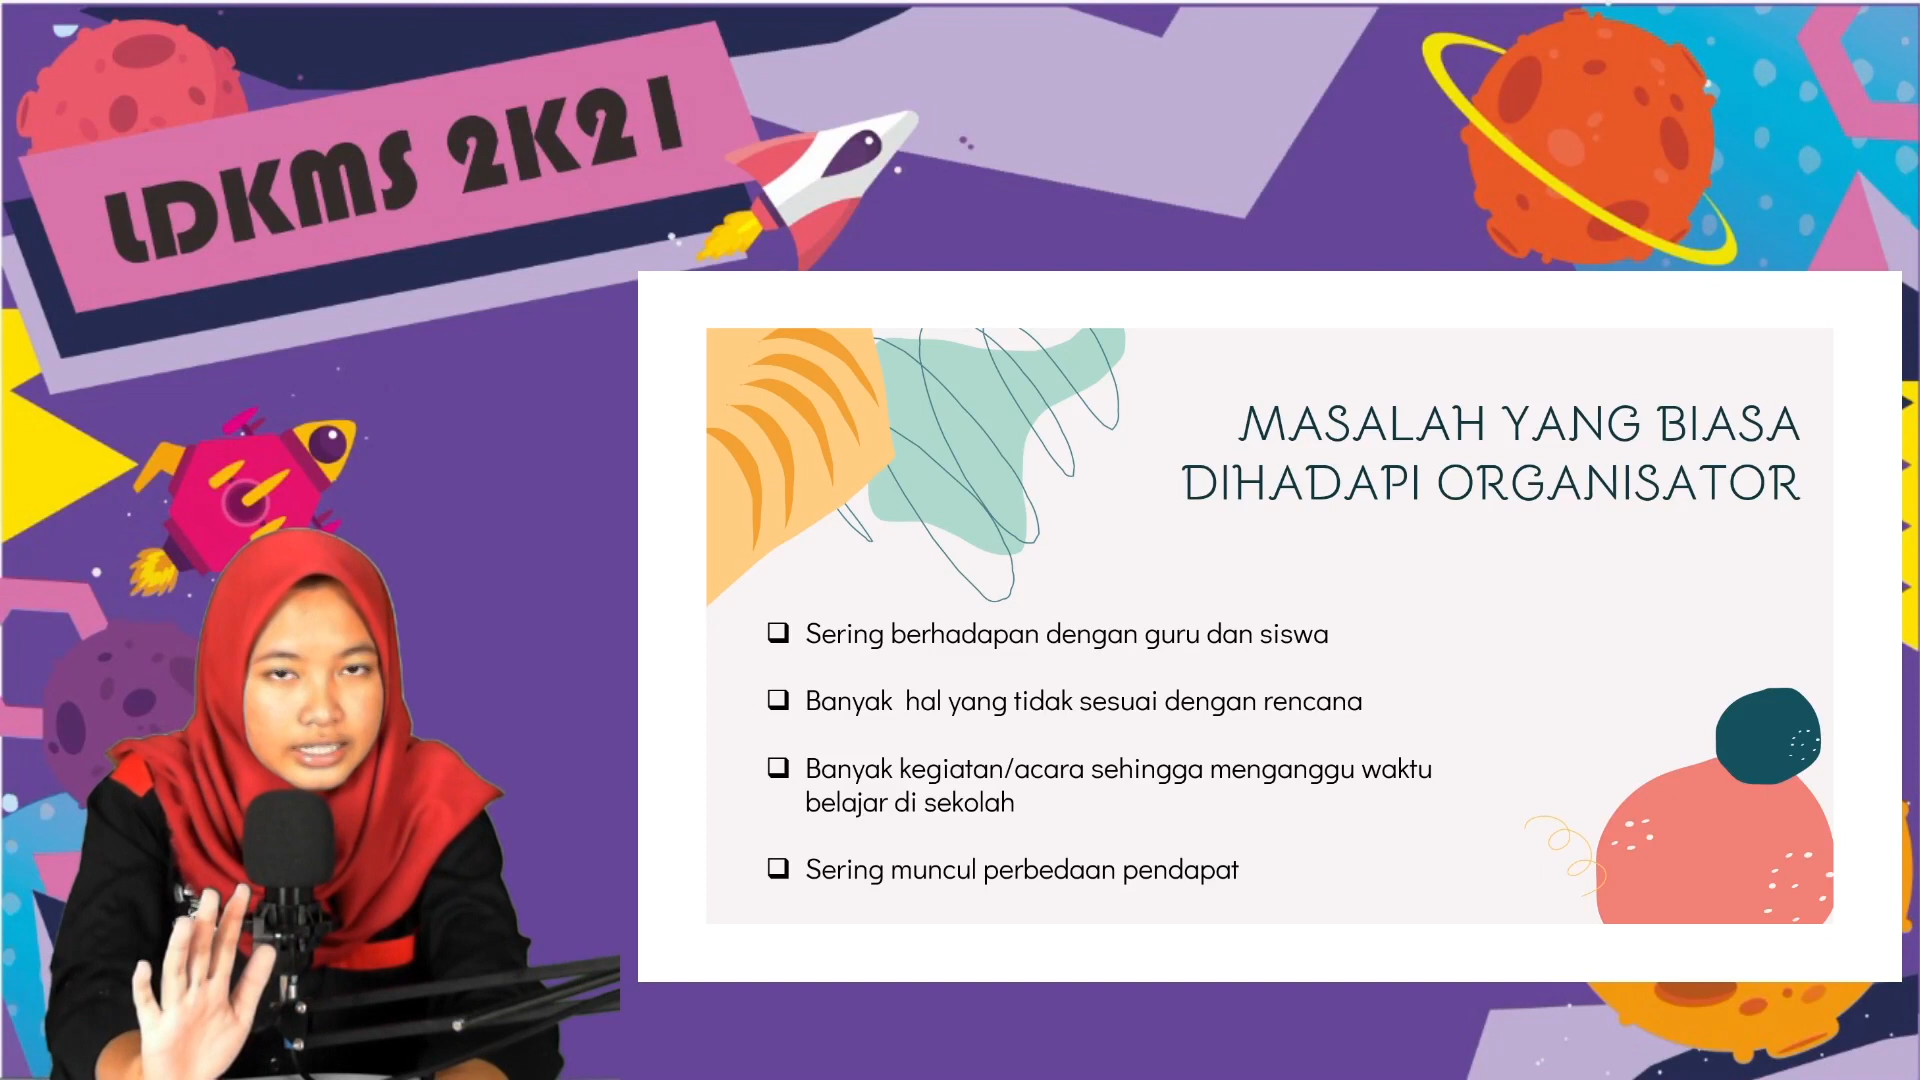 LDKMS 2K21
MASALAH YANG BIASA
DIHADAPI ORGANISATOR
❑ Sering berhadapan dengan guru dan siswa
❑ Banyak  hal yang tidak sesuai dengan rencana
❑ Banyak kegiatan/acara sehingga menganggu waktu
belajar di sekolah
❑ Sering muncul perbedaan pendapat